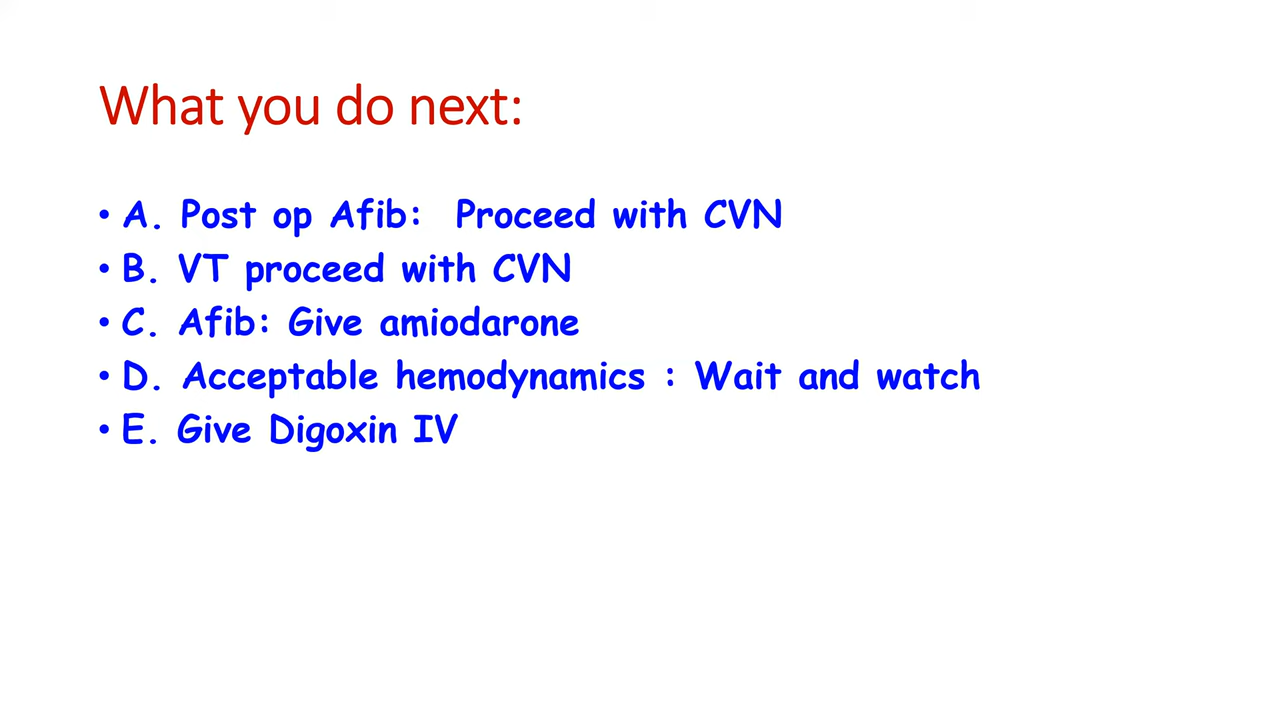 What you do next:
• A. Post op Afib:  Proceed with CVN
• B. VT proceed with CVN
• C. Afib: Give amiodarone
• D. Acceptable hemodynamics : Wait and watch
• E. Give Digoxin IV